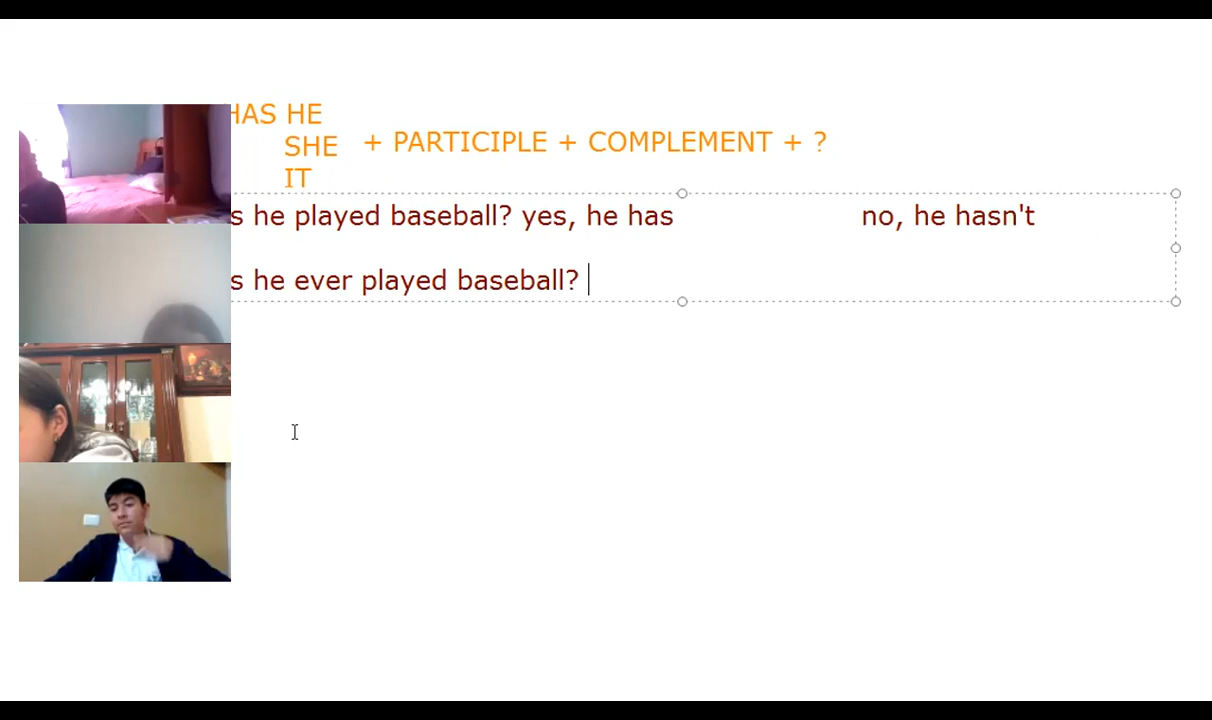 HAS HE
SHE + PARTICIPLE + COMPLEMENT + ?
IT
s he played baseball? yes, he has no, he hasn't
s he ever played baseball?